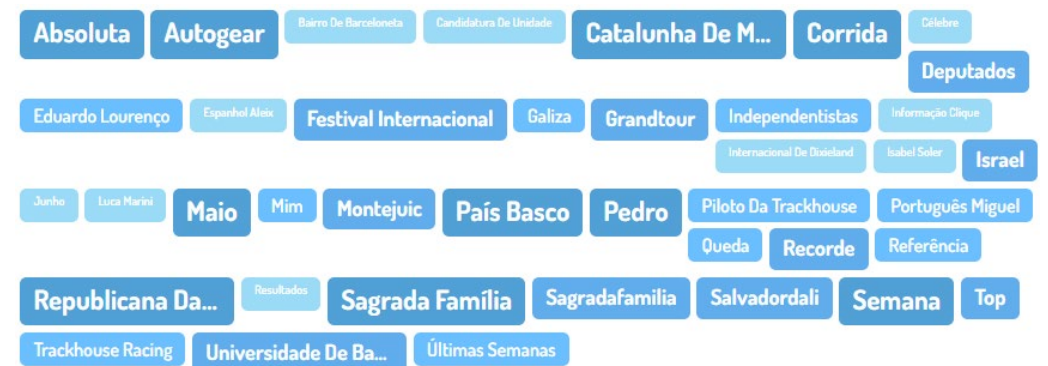 Absoluta Autogear Bairro De Barceloneta Candidatura De Unidade Catalunha De M... Corrida Célebre
Deputados
Eduardo Lourenço Espanhol Aleix Festival Internacional Galiza Grandtour Independentistas Informação Clique
Internacional De Dixieland Isabel Soler Israel
Junho Luca Marini Maio Mim Montejuic País Basco Pedro Piloto Da Trackhouse Português Miguel
Queda Recorde Referência
Republicana Da... Resultados Sagrada Família Sagradafamilia Salvadordali Semana Top
Trackhouse Racing Universidade De Ba... Últimas Semanas